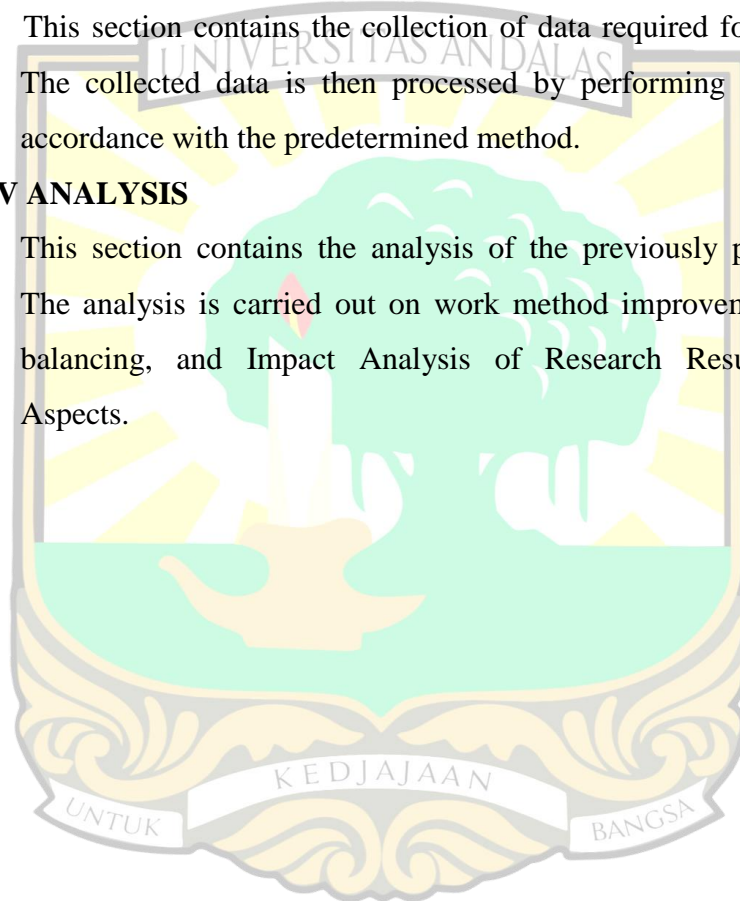 This section contains the collection of data required fo
UNIVERSITAS ANDALAS
The collected data is then processed by performing
accordance with the predetermined method.
V ANALYSIS
This section contains the analysis of the previously p
The analysis is carried out on work method improvem
balancing, and Impact Analysis of Research Resu
Aspects.
KEDJAJAAN
UNTUK
BANGSA